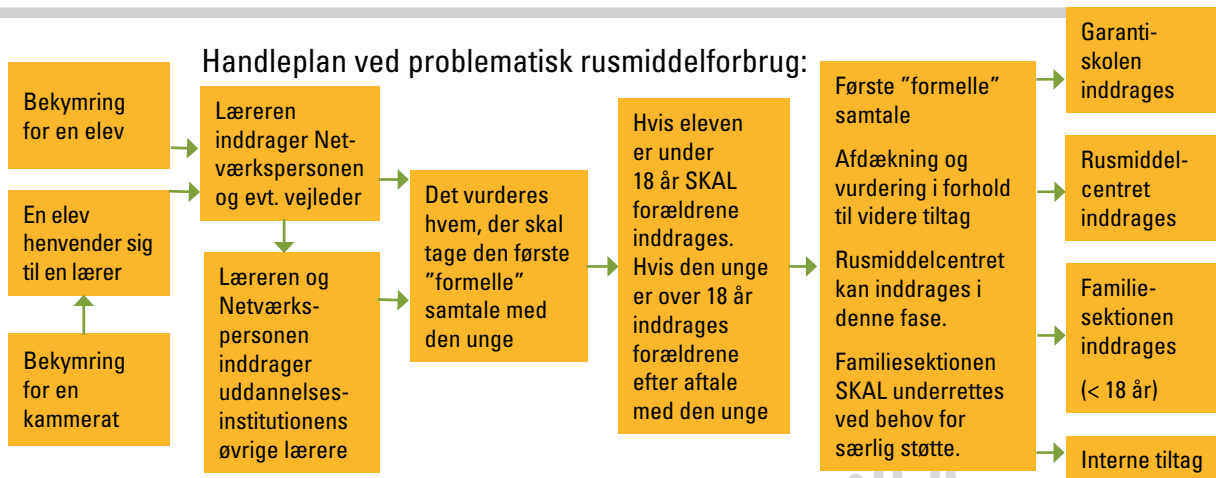 Handleplan ved problematisk rusmiddelforbrug:
Bekymring
for en elev
En elev
henvender sig
til en lærer
Bekymring
for en
kammerat
Læreren
inddrager Net-
værkspersonen
og evt. vejleder
Læreren og
Netværks-
personen
inddrager
uddannelses-
institutionens
øvrige lærere
Det vurderes
hvem, der skal
tage den første
”formelle”
samtale med
den unge
Hvis eleven
er under
18 år SKAL
forældrene
inddrages.
Hvis den unge
er over 18 år
inddrages
forældrene
efter aftale
med den unge
Første ”formelle”
samtale
Afdækning og
vurdering i forhold
til videre tiltag
Rusmiddelcentret
kan inddrages i
denne fase.
Familiesektionen
SKAL underrettes
ved behov for
særlig støtte.
Garanti-
skolen
inddrages
Rusmiddel-
centret
inddrages
Familie-
sektionen
inddrages
(< 18 år)
Interne tiltag